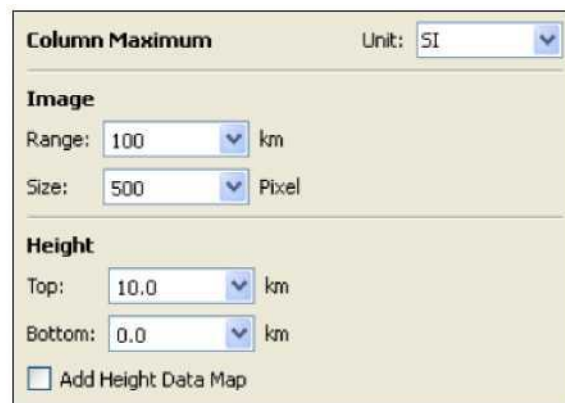 Column Maximum Unit: SI
Image
Range: 100 km
Size: 500 Pixel
Height
Top: 10.0 km
Bottom: 0.0 km
Add Height Data Map